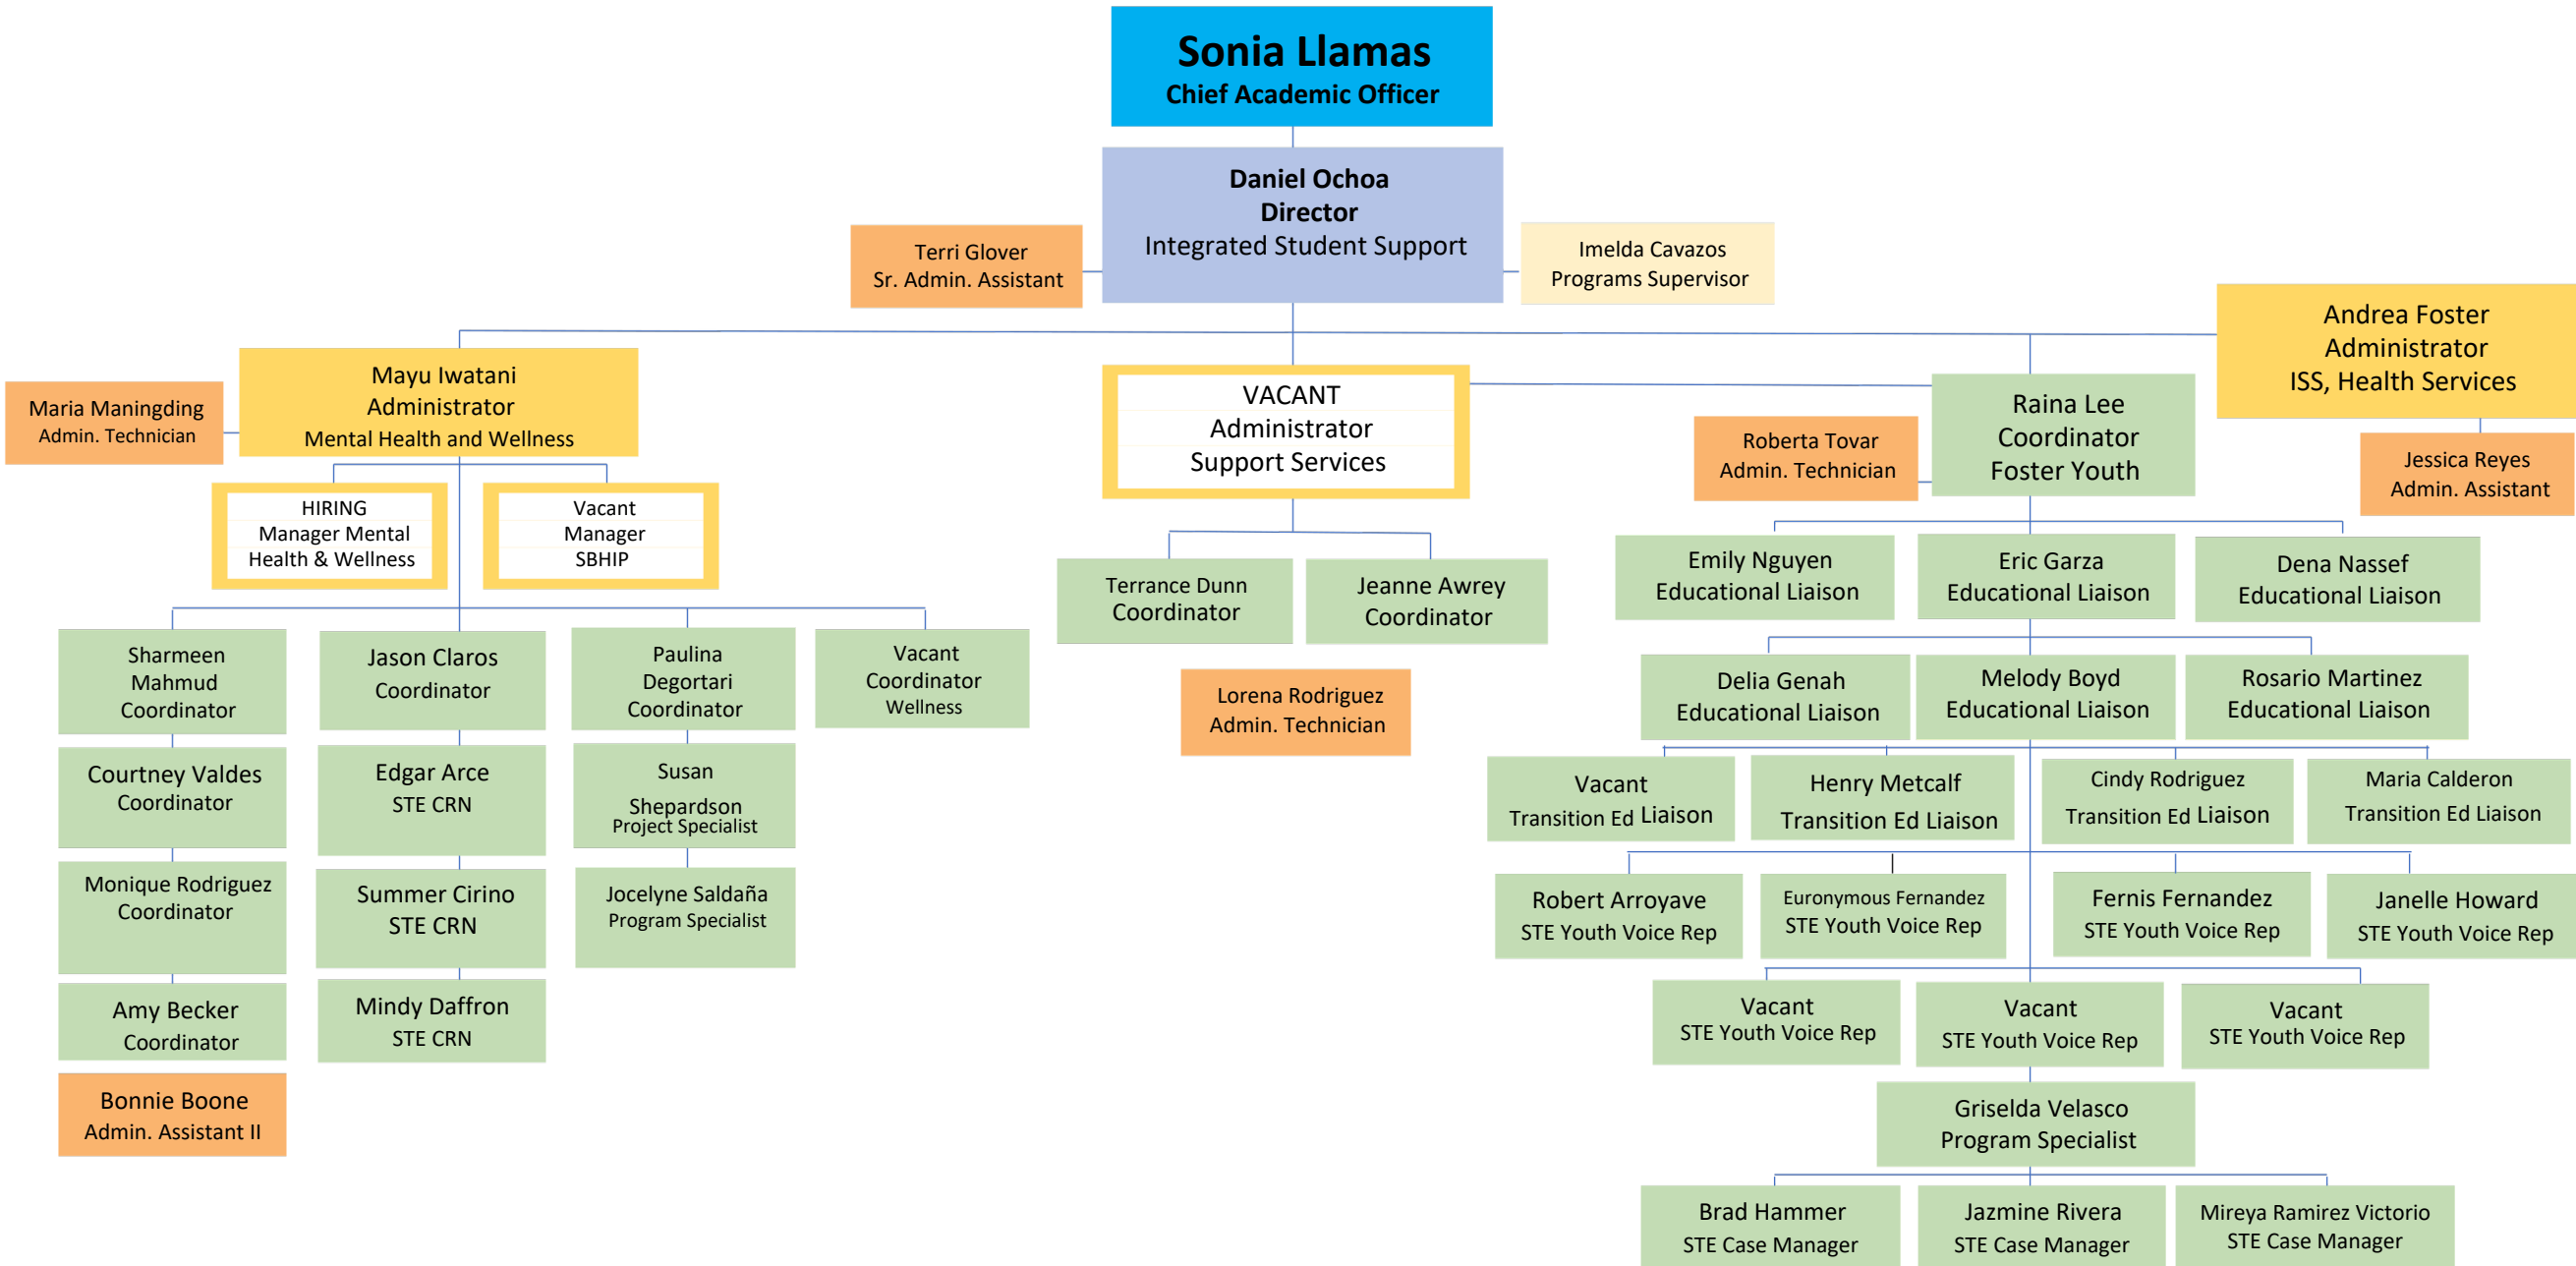 Sonia Llamas
Chief Academic Officer
Daniel Ochoa
Director
Integrated Student Support
Terri Glover
Sr. Admin. Assistant
Imelda Cavazos
Programs Supervisor
Andrea Foster
Administrator
ISS, Health Services
Jessica Reyes
Admin. Assistant
Maria Maningding
Admin. Technician
Mayu Iwatani
Administrator
Mental Health and Wellness
HIRING
Manager Mental
Health & Wellness
Vacant
Manager
SBHIP
VACANT
Administrator
Support Services
Roberta Tovar
Admin. Technician
Raina Lee
Coordinator
Foster Youth
Sharmeen
Mahmud
Coordinator
Jason Claros
Coordinator
Paulina
Degortari
Coordinator
Vacant
Coordinator
Wellness
Courtney Valdes
Coordinator
Edgar Arce
STE CRN
Susan
Shepardson
Project Specialist
Monique Rodriguez
Coordinator
Summer Cirino
STE CRN
Jocelyne Saldaña
Program Specialist
Amy Becker
Coordinator
Mindy Daffron
STE CRN
Bonnie Boone
Admin. Assistant II
Terrance Dunn
Coordinator
Jeanne Awrey
Coordinator
Lorena Rodriguez
Admin. Technician
Emily Nguyen
Educational Liaison
Eric Garza
Educational Liaison
Dena Nassef
Educational Liaison
Delia Genah
Educational Liaison
Melody Boyd
Educational Liaison
Rosario Martinez
Educational Liaison
Vacant
Transition Ed Liaison
Henry Metcalf
Transition Ed Liaison
Cindy Rodriguez
Transition Ed Liaison
Maria Calderon
Transition Ed Liaison
Robert Arroyave
STE Youth Voice Rep
Euronymous Fernandez
STE Youth Voice Rep
Fernis Fernandez
STE Youth Voice Rep
Janelle Howard
STE Youth Voice Rep
Vacant
STE Youth Voice Rep
Vacant
STE Youth Voice Rep
Vacant
STE Youth Voice Rep
Griselda Velasco
Program Specialist
Brad Hammer
STE Case Manager
Jazmine Rivera
STE Case Manager
Mireya Ramirez Victorio
STE Case Manager